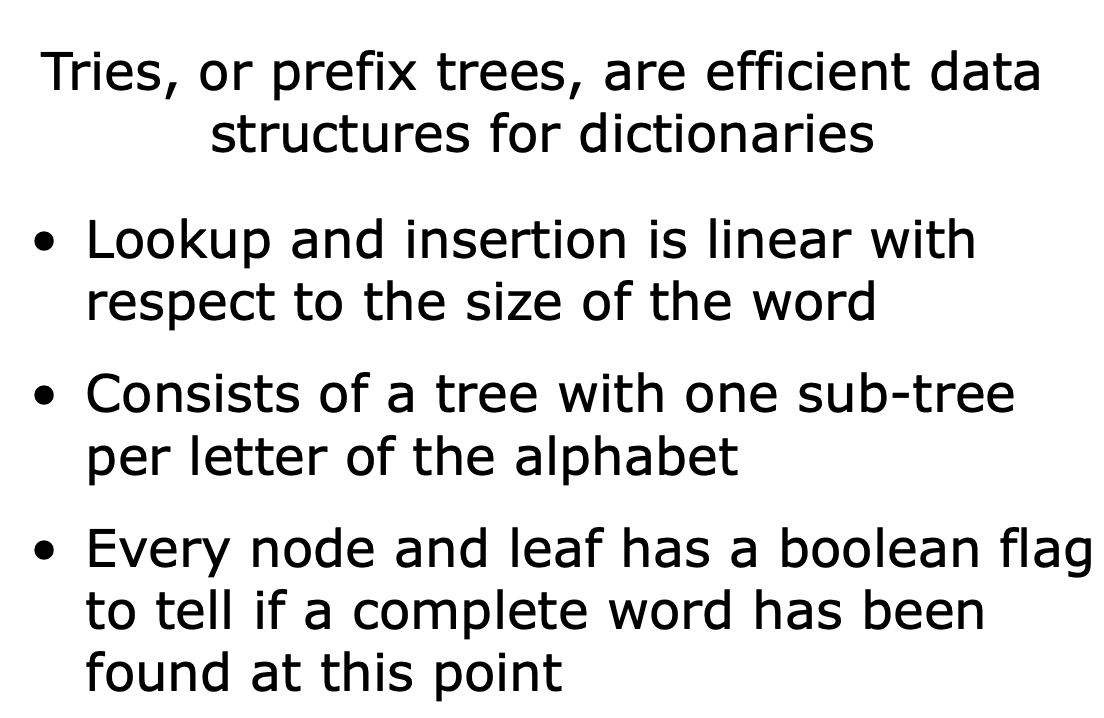 Tries, or prefix trees, are efficient data
structures for dictionaries
• Lookup and insertion is linear with
respect to the size of the word
• Consists of a tree with one sub-tree
per letter of the alphabet
• Every node and leaf has a boolean flag
to tell if a complete word has been
found at this point